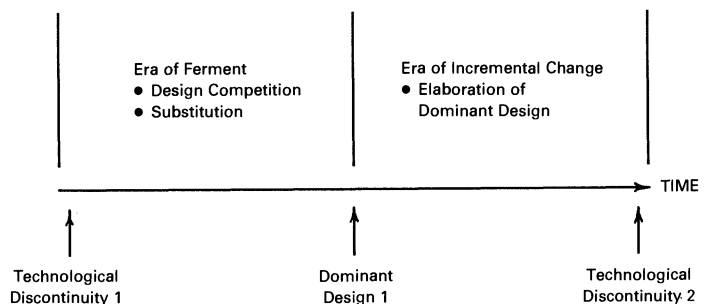 Era of Ferment
● Design Competition
● Substitution
Era of Incremental Change
● Elaboration of
Dominant Design
TIME
Technological
Discontinuity 1
Dominant
Design 1
Technological
Discontinuity 2